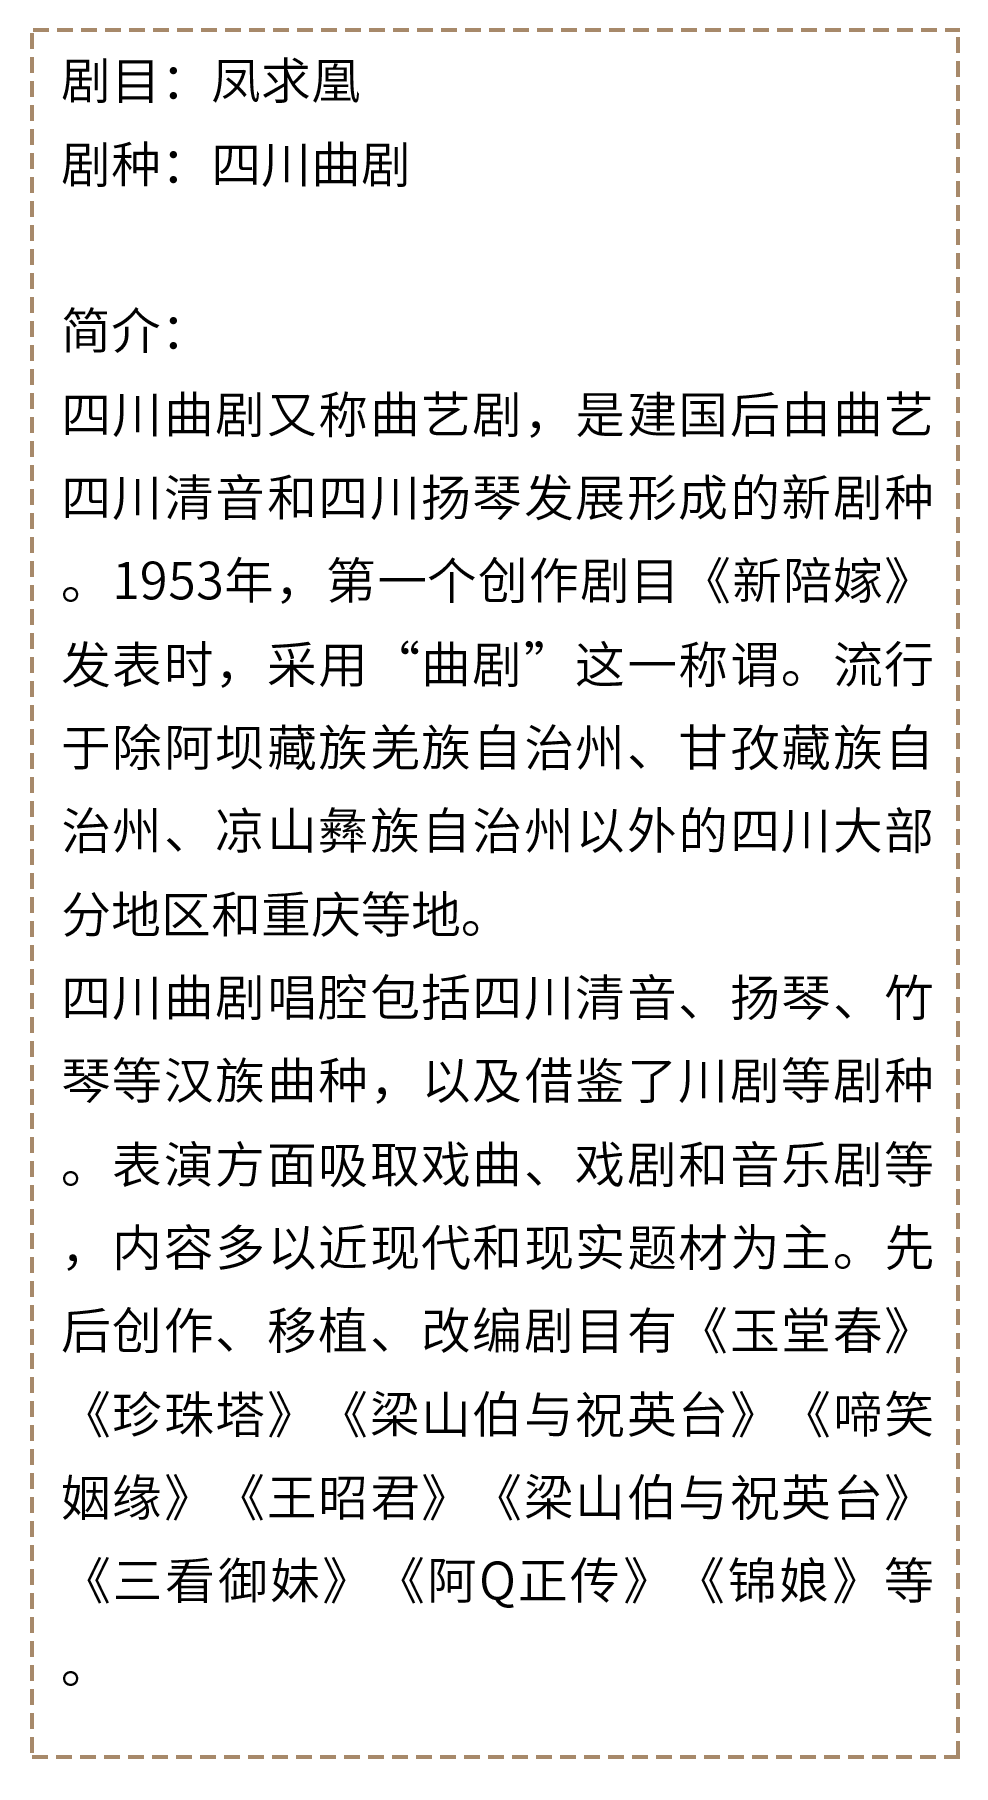 剧目：凤求凰
剧种：四川曲剧
简介：
四川曲剧又称曲艺剧，是建国后由曲艺
四川清音和四川扬琴发展形成的新剧种
。1953年，第一个创作剧目《新陪嫁》
发表时，采用“曲剧”这一称谓。流行
于除阿坝藏族羌族自治州、甘孜藏族自
治州、凉山彝族自治州以外的四川大部
分地区和重庆等地。
四川曲剧唱腔包括四川清音、扬琴、竹
琴等汉族曲种，以及借鉴了川剧等剧种
。表演方面吸取戏曲、戏剧和音乐剧等
，内容多以近现代和现实题材为主。先
后创作、移植、改编剧目有《玉堂春》
《珍珠塔》《梁山伯与祝英台》《啼笑
姻缘》《王昭君》《梁山伯与祝英台》
《三看御妹》《阿Q正传》《锦娘》等
。